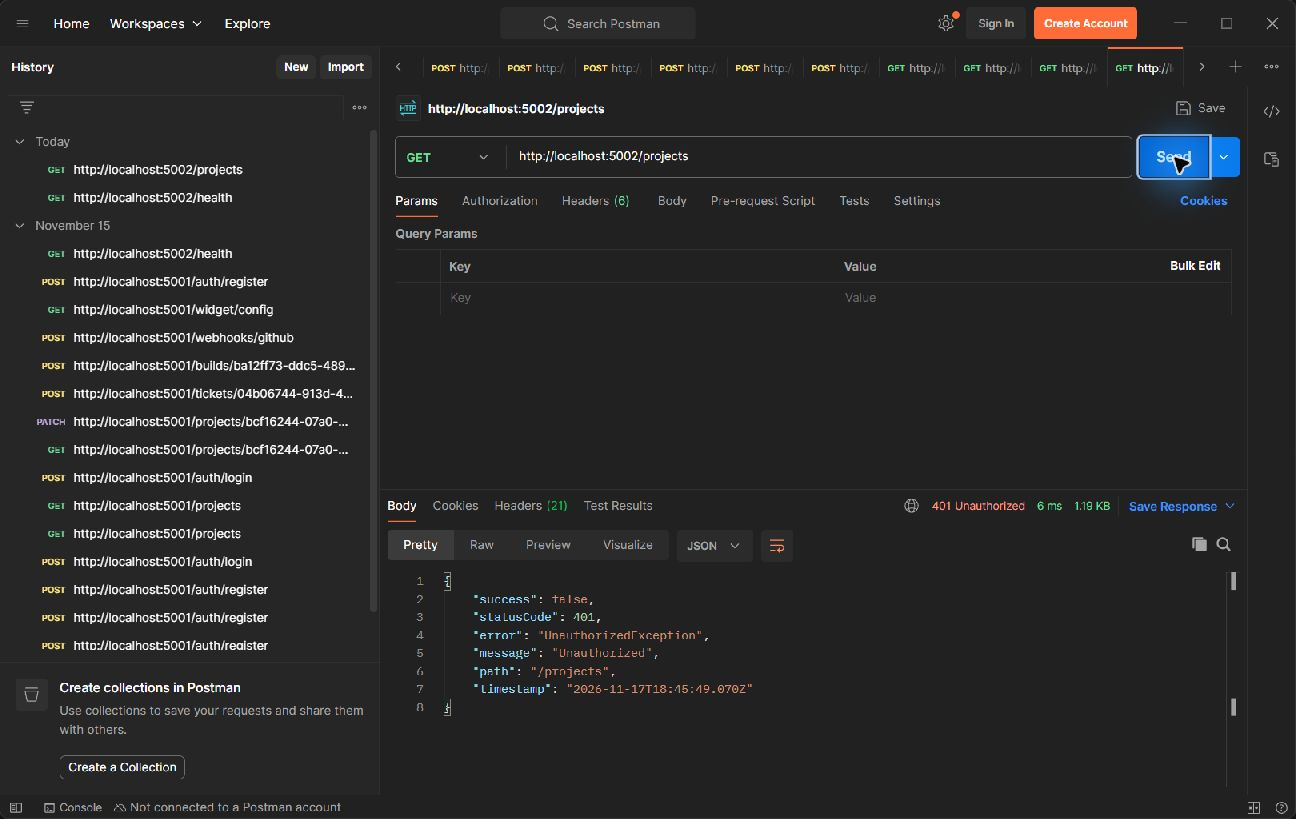 Home Workspaces Explore Search Postman Sign In Create Account
History New Import
POST http:/ POST http:/ POST http:/ POST http:/ POST http:/ POST http:/ GET http://l GET http://l GET http://l GET http://l
HTTP http://localhost:5002/projects Save
GET http://localhost:5002/projects Send
Params Authorization Headers (6) Body Pre-request Script Tests Settings Cookies
Query Params
Key Value Bulk Edit
Key Value
Today
GET http://localhost:5002/projects
GET http://localhost:5002/health
November 15
GET http://localhost:5002/health
POST http://localhost:5001/auth/register
GET http://localhost:5001/widget/config
POST http://localhost:5001/webhooks/github
POST http://localhost:5001/builds/ba12ff73-ddc5-489...
POST http://localhost:5001/tickets/04b06744-913d-4...
PATCH http://localhost:5001/projects/bcf16244-07a0-...
GET http://localhost:5001/projects/bcf16244-07a0-...
POST http://localhost:5001/auth/login
GET http://localhost:5001/projects
GET http://localhost:5001/projects
POST http://localhost:5001/auth/login
POST http://localhost:5001/auth/register
POST http://localhost:5001/auth/register
POST http://localhost:5001/auth/register
Create collections in Postman
Use collections to save your requests and share them
with others.
Create a Collection
Body Cookies Headers (21) Test Results 401 Unauthorized 6 ms 1.19 KB Save Response
Pretty Raw Preview Visualize JSON
1 {
2 "success": false,
3 "statusCode": 401,
4 "error": "UnauthorizedException",
5 "message": "Unauthorized",
6 "path": "/projects",
7 "timestamp": "2026-11-17T18:45:49.070Z"
8 }
Console Not connected to a Postman account